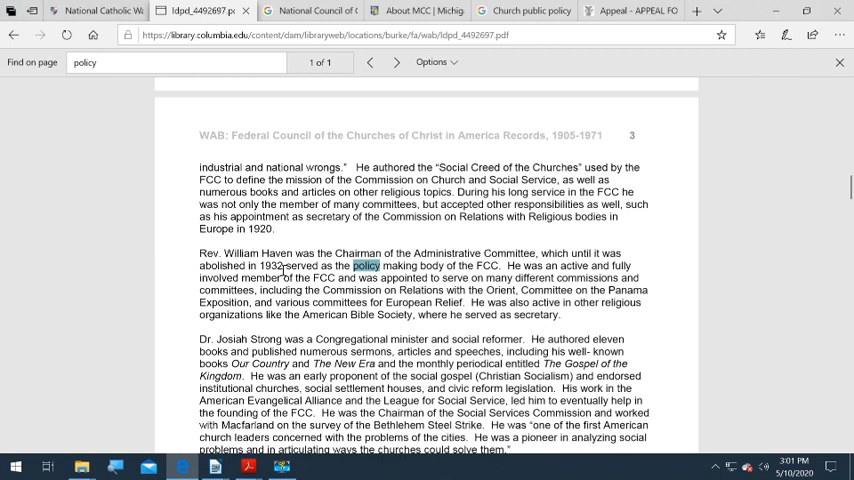 National Catholic Wa
ldpd_4492697.pc
National Council of C
About MCC | Michig
Church public policy
Appeal - APPEAL FO
https://library.columbia.edu/content/dam/libraryweb/locations/burke/fa/wab/ldpd_4492697.pdf
Find on page policy 1 of 1 Options
WAB: Federal Council of the Churches of Christ in America Records, 1905-1971 3
industrial and national wrongs.” He authored the “Social Creed of the Churches” used by the
FCC to define the mission of the Commission on Church and Social Service, as well as
numerous books and articles on other religious topics. During his long service in the FCC he
was not only the member of many committees, but accepted other responsibilities as well, such
as his appointment as secretary of the Commission on Relations with Religious bodies in
Europe in 1920.
Rev. William Haven was the Chairman of the Administrative Committee, which until it was
abolished in 1932 served as the policy making body of the FCC. He was an active and fully
involved member of the FCC and was appointed to serve on many different commissions and
committees, including the Commission on Relations with the Orient, Committee on the Panama
Exposition, and various committees for European Relief. He was also active in other religious
organizations like the American Bible Society, where he served as secretary.
Dr. Josiah Strong was a Congregational minister and social reformer. He authored eleven
books and published numerous sermons, articles and speeches, including his well- known
books Our Country and The New Era and the monthly periodical entitled The Gospel of the
Kingdom. He was an early proponent of the social gospel (Christian Socialism) and endorsed
institutional churches, social settlement houses, and civic reform legislation. His work in the
American Evangelical Alliance and the League for Social Service, led him to eventually help in
the founding of the FCC. He was the Chairman of the Social Services Commission and worked
with Macfarland on the survey of the Bethlehem Steel Strike. He was “one of the first American
church leaders concerned with the problems of the cities. He was a pioneer in analyzing social
problems and in articulating ways the churches could solve them.”
3:01 PM
5/10/2020